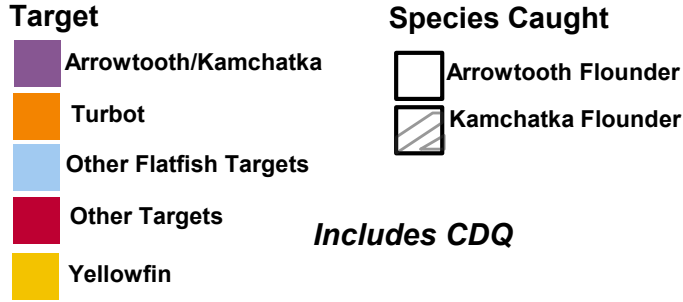 Target
Arrowtooth/Kamchatka
Turbot
Other Flatfish Targets
Other Targets
Yellowfin
Species Caught
Arrowtooth Flounder
Kamchatka Flounder
Includes CDQ